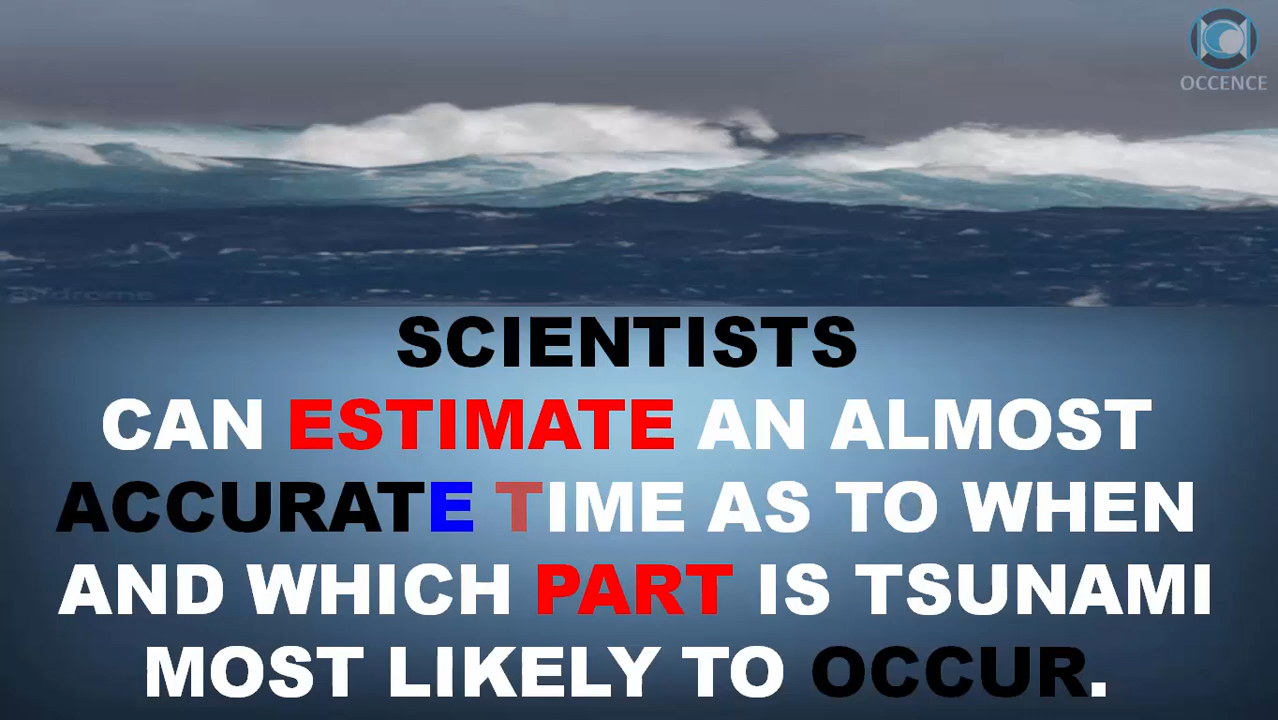 OCCENCE
SCIENTISTS
CAN ESTIMATE AN ALMOST
ACCURATE TIME AS TO WHEN
AND WHICH PART IS TSUNAMI
MOST LIKELY TO OCCUR.